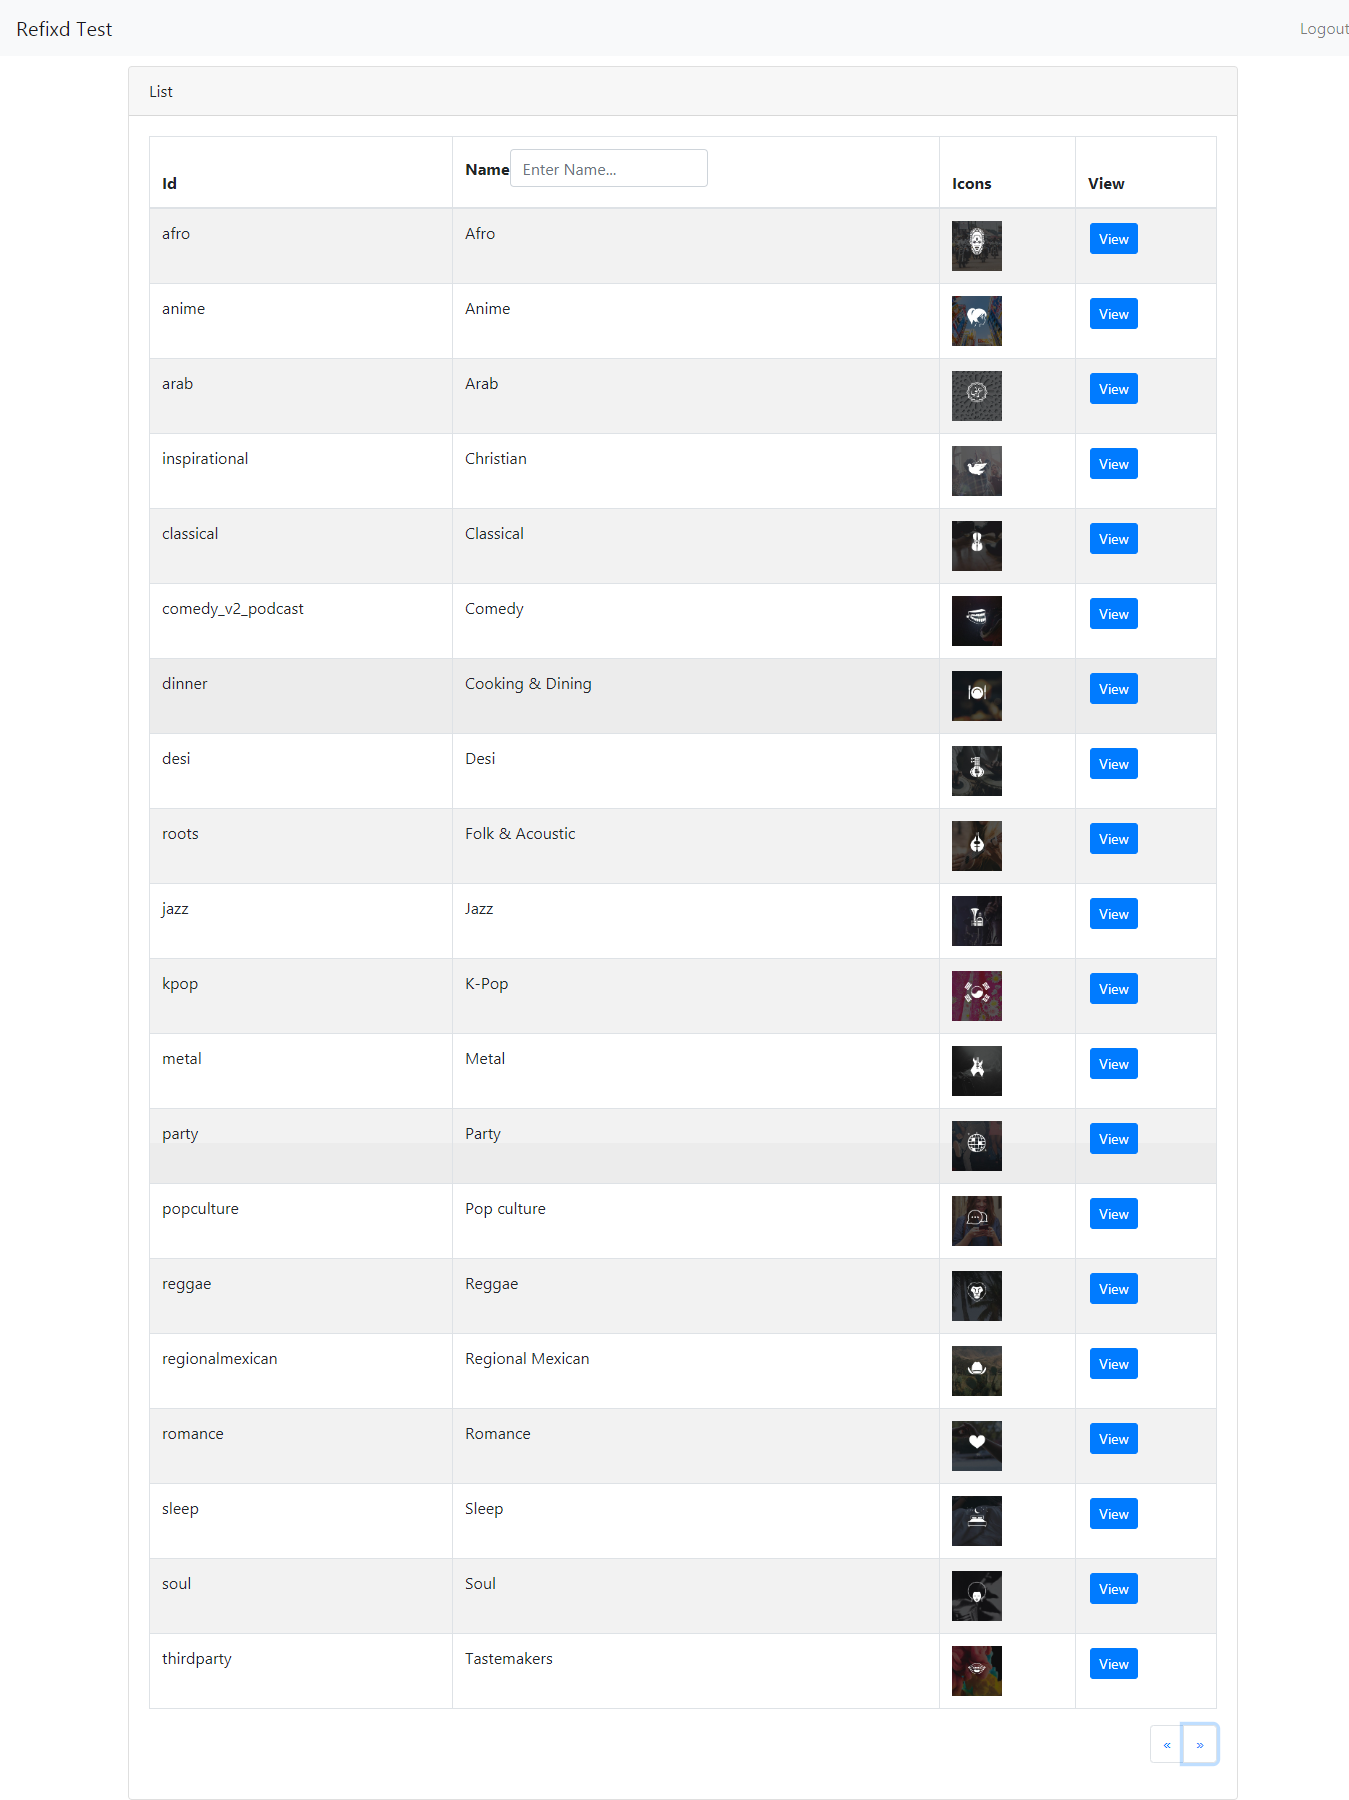 Refixd Test
Logout
List
Id Name Enter Name... Icons View
afro Afro View
anime Anime View
arab Arab View
inspirational Christian View
classical Classical View
comedy_v2_podcast Comedy View
dinner Cooking & Dining View
desi Desi View
roots Folk & Acoustic View
jazz Jazz View
kpop K-Pop View
metal Metal View
party Party View
popculture Pop culture View
reggae Reggae View
regionalmexican Regional Mexican View
romance Romance View
sleep Sleep View
soul Soul View
thirdparty Tastemakers View
« »